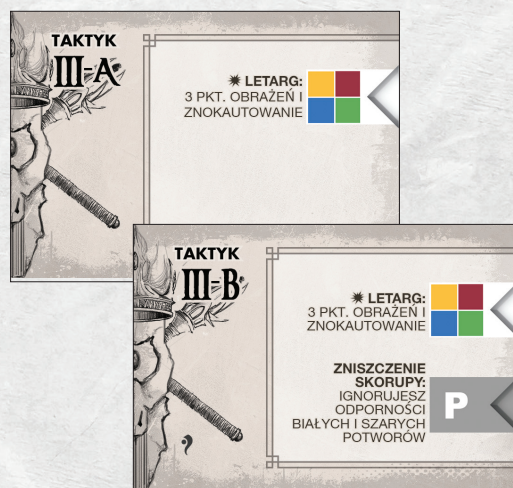 TAKTYK
III-A
✷ LETARG:
3 PKT. OBRAŻEŃ I
ZNOKAUTOWANIE
TAKTYK
III-B
✷ LETARG:
3 PKT. OBRAŻEŃ I
ZNOKAUTOWANIE
ZNISZCZENIE
SKORUPY:
IGNORUJESZ
ODPORNOŚCI
BIAŁYCH I SZARYCH
POTWORÓW
P